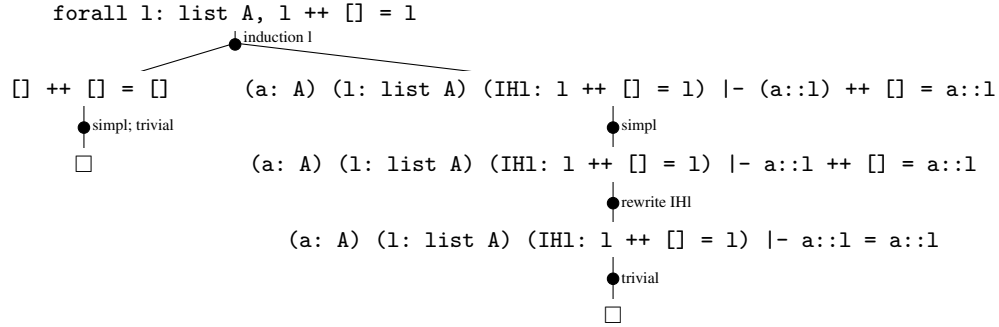 forall l: list A, l ++ [] = l
induction l
[] ++ [] = []
(a: A) (l: list A) (IHl: l ++ [] = l) |- (a::l) ++ [] = a::l
simpl; trivial
simpl
□
(a: A) (l: list A) (IHl: l ++ [] = l) |- a::l ++ [] = a::l
rewrite IHl
(a: A) (l: list A) (IHl: l ++ [] = l) |- a::l = a::l
trivial
□